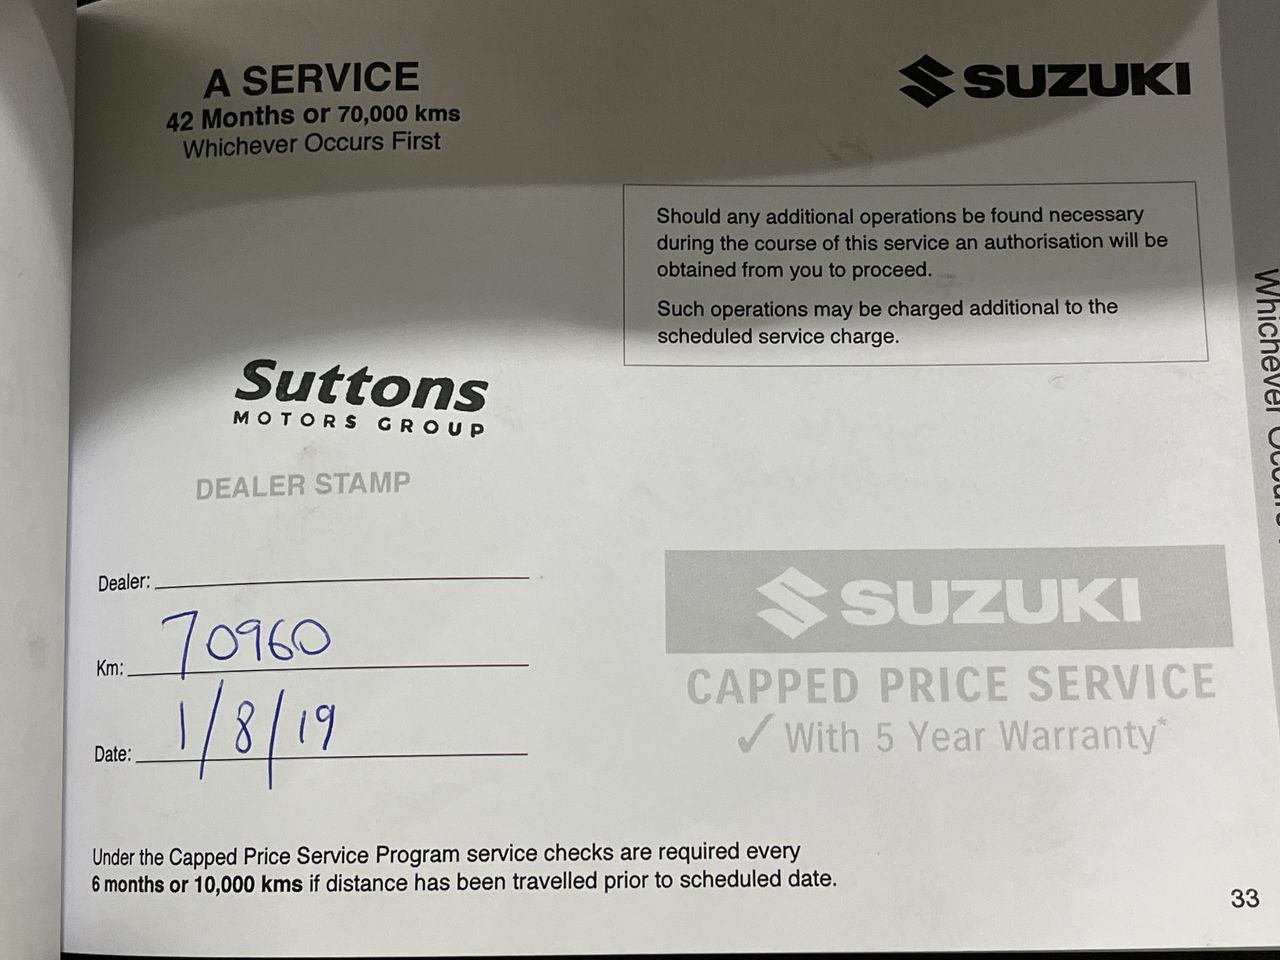 A SERVICE
42 Months or 70,000 kms
Whichever Occurs First
SUZUKI
Should any additional operations be found necessary
during the course of this service an authorisation will be
obtained from you to proceed.
Such operations may be charged additional to the
scheduled service charge.
Suttons
MOTORS GROUP
DEALER STAMP
Dealer:
Km: 70960
Date: 1/8/19
SUZUKI
CAPPED PRICE SERVICE
✓ With 5 Year Warranty*
Under the Capped Price Service Program service checks are required every
6 months or 10,000 kms if distance has been travelled prior to scheduled date.
33
Whichever